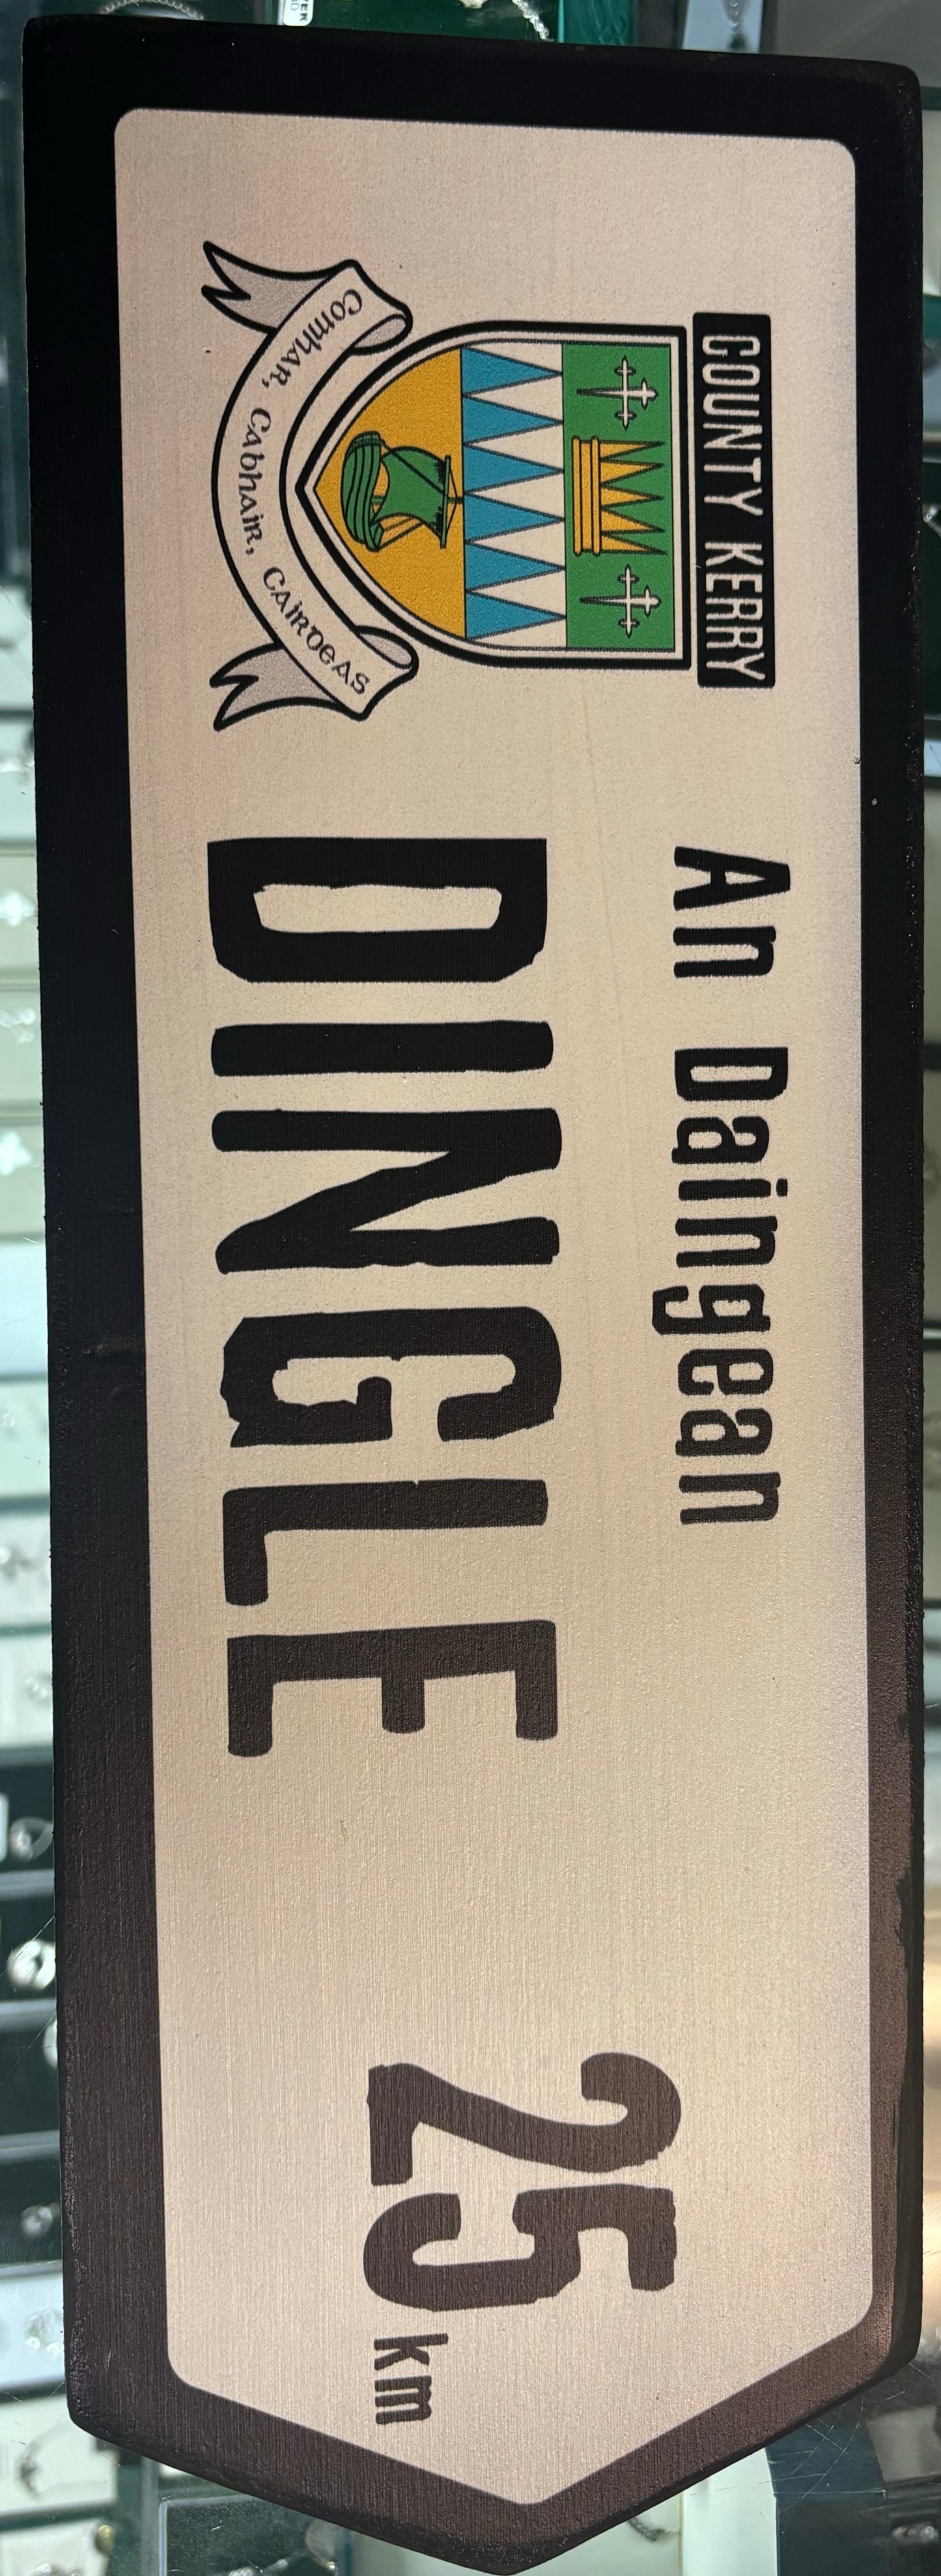 COUNTY KERRY
Comhar, Cabhair, Cairdeas
An Daingean
DINGLE
25 km